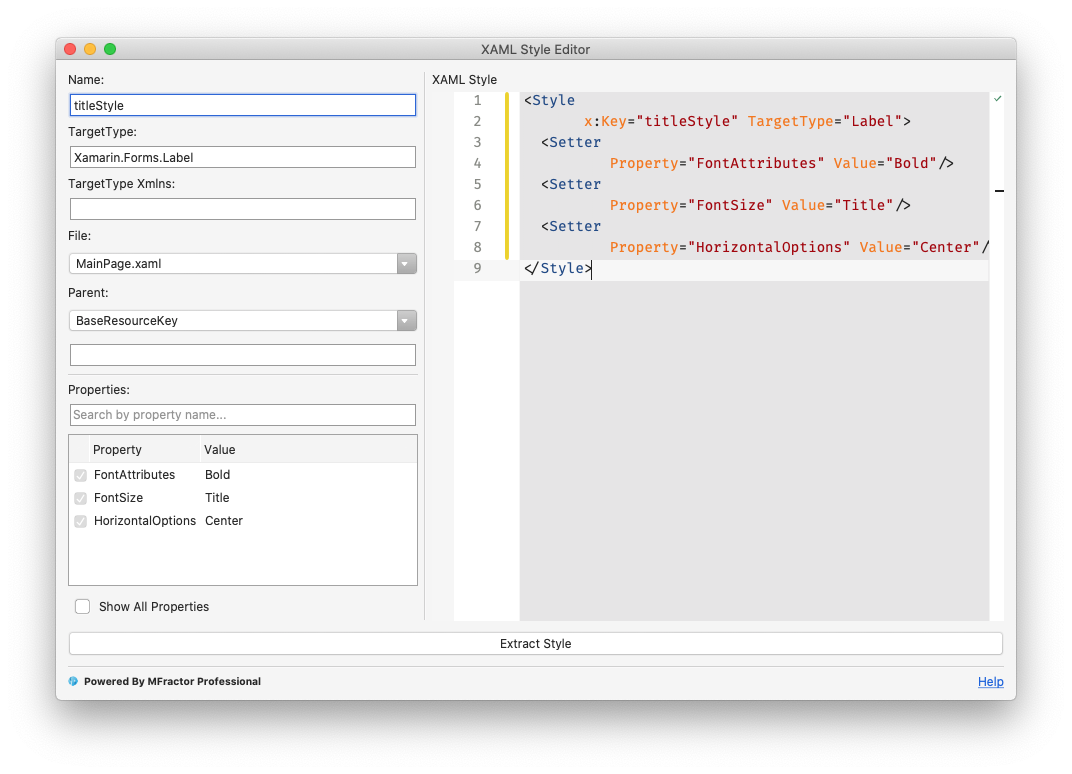 XAML Style Editor
Name:
titleStyle
TargetType:
Xamarin.Forms.Label
TargetType Xmlns:
File:
MainPage.xaml
Parent:
BaseResourceKey
Properties:
Search by property name...
Property Value
FontAttributes Bold
FontSize Title
HorizontalOptions Center
Show All Properties
XAML Style
1 <Style
2 x:Key="titleStyle" TargetType="Label">
3 <Setter
4 Property="FontAttributes" Value="Bold"/>
5 <Setter
6 Property="FontSize" Value="Title"/>
7 <Setter
8 Property="HorizontalOptions" Value="Center"/
9 </Style>
Extract Style
Powered By MFractor Professional
Help